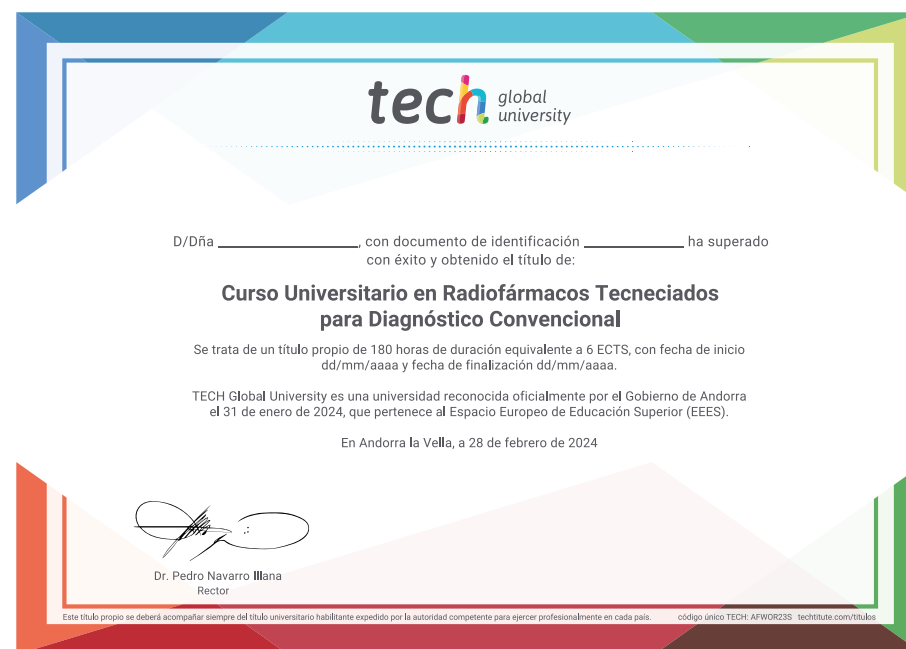 tech global
university
D/Dña ____________________, con documento de identificación ______________ ha superado
con éxito y obtenido el título de:
Curso Universitario en Radiofármacos Tecneciados
para Diagnóstico Convencional
Se trata de un título propio de 180 horas de duración equivalente a 6 ECTS, con fecha de inicio
dd/mm/aaaa y fecha de finalización dd/mm/aaaa.
TECH Global University es una universidad reconocida oficialmente por el Gobierno de Andorra
el 31 de enero de 2024, que pertenece al Espacio Europeo de Educación Superior (EEES).
En Andorra la Vella, a 28 de febrero de 2024
Dr. Pedro Navarro Illana
Rector
Este título propio se deberá acompañar siempre del título universitario habilitante expedido por la autoridad competente para ejercer profesionalmente en cada país. código único TECH: AFWOR23S techtitute.com/titulos